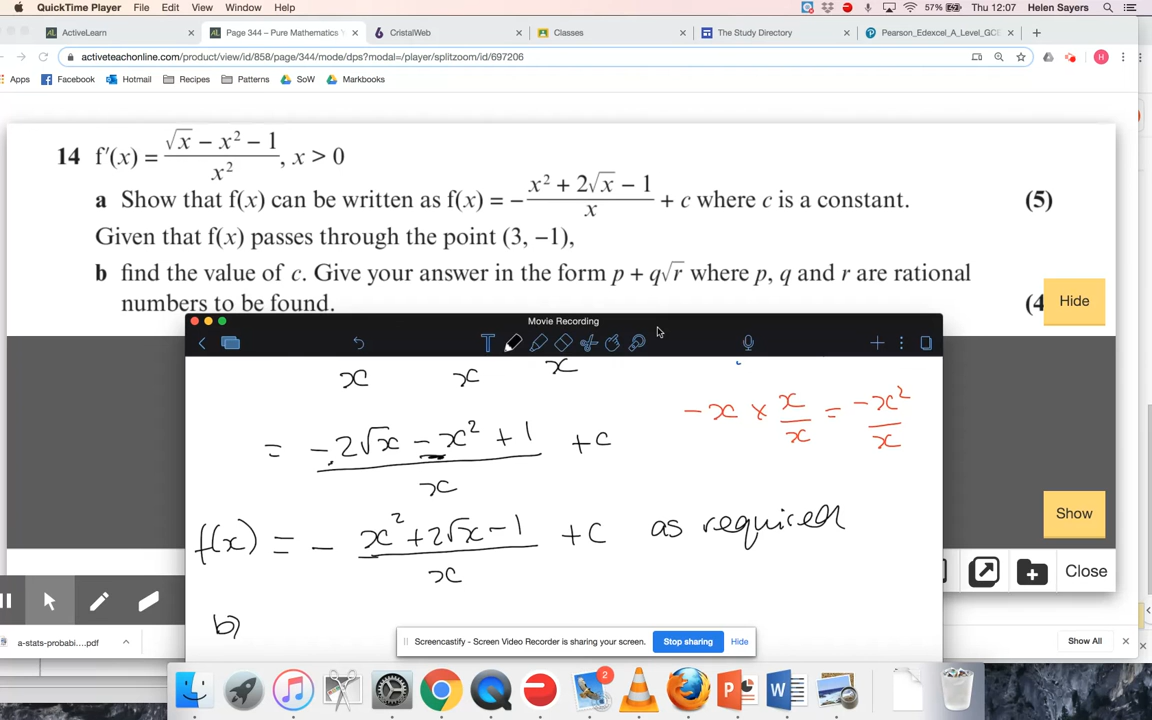 QuickTime Player File Edit View Window Help 57% Thu 12:07 Helen Sayers
ActiveLearn × Page 344 – Pure Mathematics Y × CristalWeb × Classes × The Study Directory × Pearson_Edexcel_A_Level_GCE ×
activeteachonline.com/product/view/id/858/page/344/mode/dps?modal=/player/splitzoom/id/697206
Apps Facebook Hotmail Recipes Patterns SoW Markbooks
14 f′(x) = (√x − x² − 1)/x², x > 0
a Show that f(x) can be written as f(x) = −(x² + 2√x − 1)/x + c where c is a constant. (5)
Given that f(x) passes through the point (3, −1),
b find the value of c. Give your answer in the form p + q√r where p, q and r are rational
numbers to be found. (4
Hide
Movie Recording
x x x
−x × x/x = −x²/x
= (−2√x − x² + 1)/x + c
Show
f(x) = −(x² + 2√x − 1)/x + c as required
Close
b)
a-stats-probabi....pdf
Screencastify - Screen Video Recorder is sharing your screen. Stop sharing Hide
Show All
2